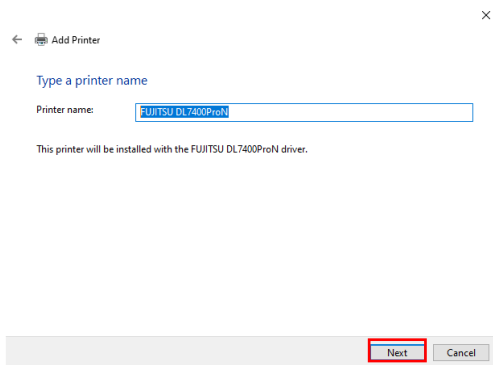 Add Printer
Type a printer name
Printer name: FUJITSU DL7400ProN
This printer will be installed with the FUJITSU DL7400ProN driver.
Next Cancel